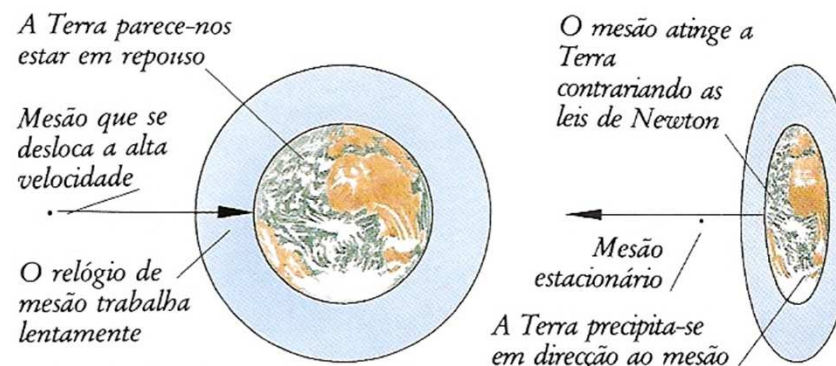 A Terra parece-nos
estar em repouso
Mesão que se
desloca a alta
velocidade
O relógio de
mesão trabalha
lentamente
O mesão atinge a
Terra
contrariando as
leis de Newton
Mesão
estacionário
A Terra precipita-se
em direcção ao mesão